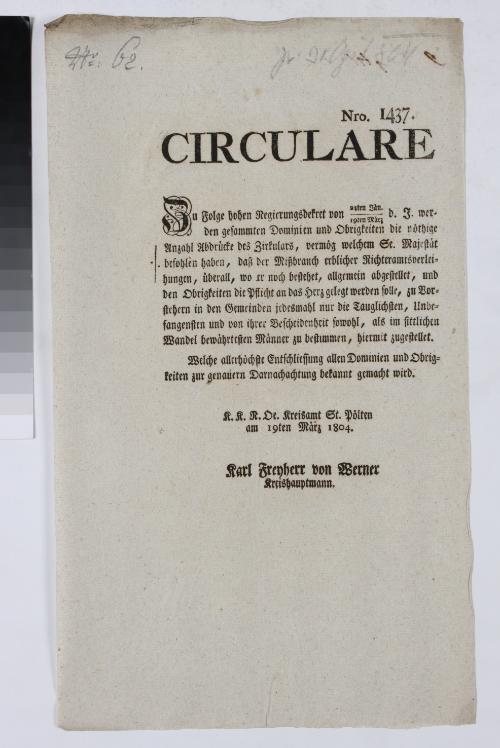 Nr: 62.
Nro. 1437.
CIRCULARE
In Folge hohen Regierungsdekret von 29ten Jän. / 19ten März d. J. wer-
den gesammten Dominien und Obrigkeiten die nöthige
Anzahl Abdrücke des Zirkulars, vermög welchem Se. Majestät
befohlen haben, daß der Mißbrauch erblicher Richteramtsverlei-
hungen, überall, wo er noch bestehet, allgemein abgestellet, und
den Obrigkeiten die Pflicht an das Herz gelegt werden solle, zu Vor-
stehern in den Gemeinden jedesmahl nur die Tauglichsten, Unbe-
fangensten und von ihrer Bescheidenheit sowohl, als im sittlichen
Wandel bewährtesten Männer zu bestimmen, hiermit zugestellet.
Welche allerhöchste Entschliessung allen Dominien und Obrig-
keiten zur genauern Darnachachtung bekannt gemacht wird.
K. K. N. Oe. Kreisamt St. Pölten
am 19ten März 1804.
Karl Freyherr von Werner
Kreishauptmann.